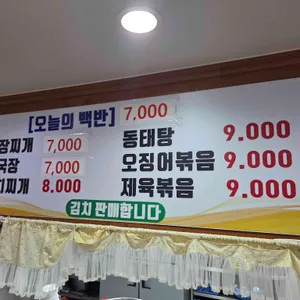 [오늘의 백반] 7,000
장찌개 7,000
국장 7,000
찌개 8.000
동태탕 9.000
오징어볶음 9.000
제육볶음 9.000
김치 판매합니다